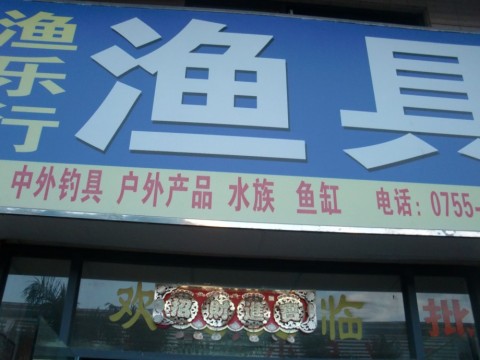 渔乐行
渔具
中外钓具 户外产品 水族 鱼缸 电话:0755-
欢 临 批
招财进宝